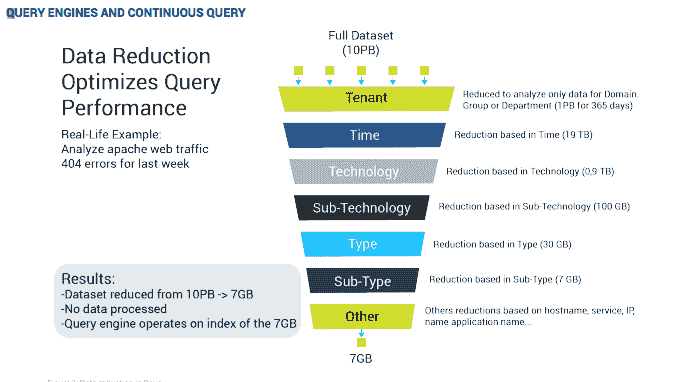 QUERY ENGINES AND CONTINUOUS QUERY
Data Reduction
Optimizes Query
Performance
Real-Life Example:
Analyze apache web traffic
404 errors for last week
Full Dataset
(10PB)
Tenant
Reduced to analyze only data for Domain.
Group or Department (1PB for 365 days)
Time
Reduction based in Time (19 TB)
Technology
Reduction based in Technology (0,9 TB)
Sub-Technology
Reduction based in Sub-Technology (100 GB)
Type
Reduction based in Type (30 GB)
Sub-Type
Reduction based in Sub-Type (7 GB)
Other
Others reductions based on hostname, service, IP,
name application name...
7GB
Results:
-Dataset reduced from 10PB -> 7GB
-No data processed
-Query engine operates on index of the 7GB